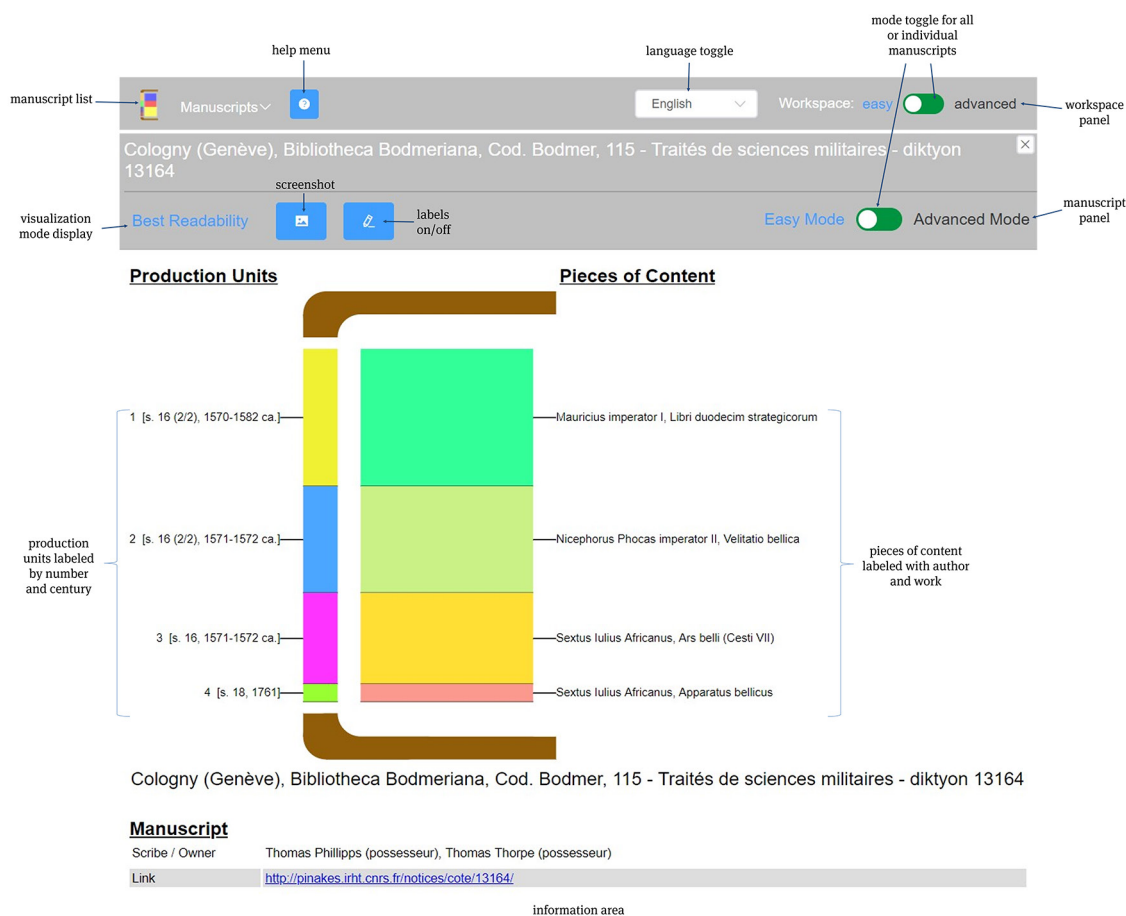 mode toggle for all
or individual
manuscripts
help menu
language toggle
manuscript list
Manuscripts
?
English
Workspace: easy advanced
workspace
panel
Cologny (Genève), Bibliotheca Bodmeriana, Cod. Bodmer, 115 - Traités de sciences militaires - diktyon
13164
screenshot
visualization
mode display
Best Readability
labels
on/off
Easy Mode Advanced Mode
manuscript
panel
Production Units
Pieces of Content
1 [s. 16 (2/2), 1570-1582 ca.]
Mauricius imperator I, Libri duodecim strategicorum
2 [s. 16 (2/2), 1571-1572 ca.]
Nicephorus Phocas imperator II, Velitatio bellica
production
units labeled
by number
and century
pieces of content
labeled with author
and work
3 [s. 16, 1571-1572 ca.]
Sextus Iulius Africanus, Ars belli (Cesti VII)
4 [s. 18, 1761]
Sextus Iulius Africanus, Apparatus bellicus
Cologny (Genève), Bibliotheca Bodmeriana, Cod. Bodmer, 115 - Traités de sciences militaires - diktyon 13164
Manuscript
Scribe / Owner Thomas Phillipps (possesseur), Thomas Thorpe (possesseur)
Link http://pinakes.irht.cnrs.fr/notices/cote/13164/
information area